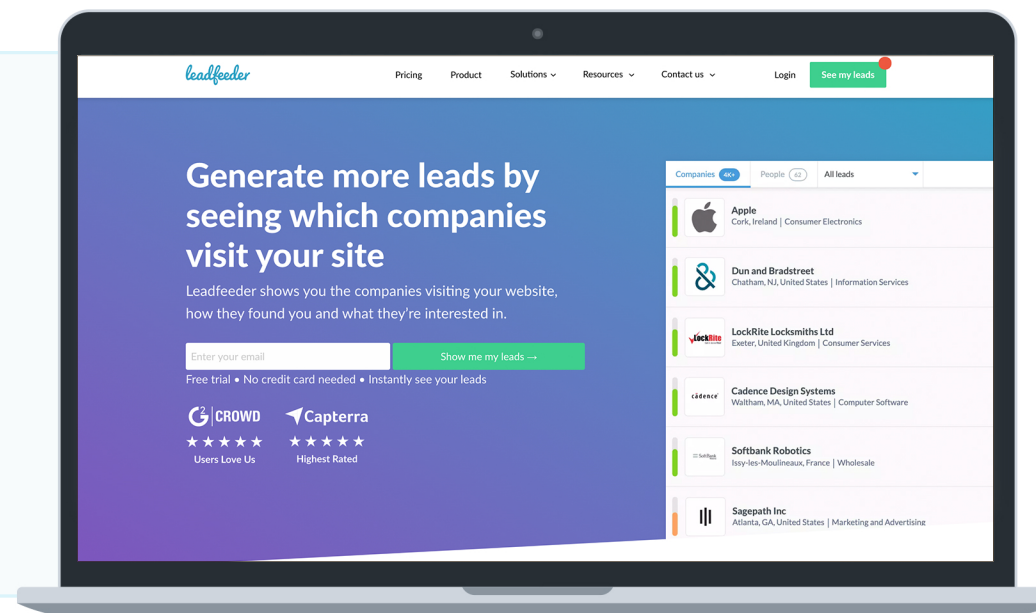 leadfeeder
Pricing
Product
Solutions
Resources
Contact us
Login
See my leads
Generate more leads by
seeing which companies
visit your site
Leadfeeder shows you the companies visiting your website,
how they found you and what they're interested in.
Enter your email
Show me my leads →
Free trial • No credit card needed • Instantly see your leads
G2 | CROWD
Users Love Us
Capterra
Highest Rated
Companies 4K+
People 62
All leads
Apple
Cork, Ireland | Consumer Electronics
Dun and Bradstreet
Chatham, NJ, United States | Information Services
LockRite
LockRite Locksmiths Ltd
Exeter, United Kingdom | Consumer Services
cādence
Cadence Design Systems
Waltham, MA, United States | Computer Software
SoftBank
Softbank Robotics
Issy-les-Moulineaux, France | Wholesale
Sagepath Inc
Atlanta, GA, United States | Marketing and Advertising